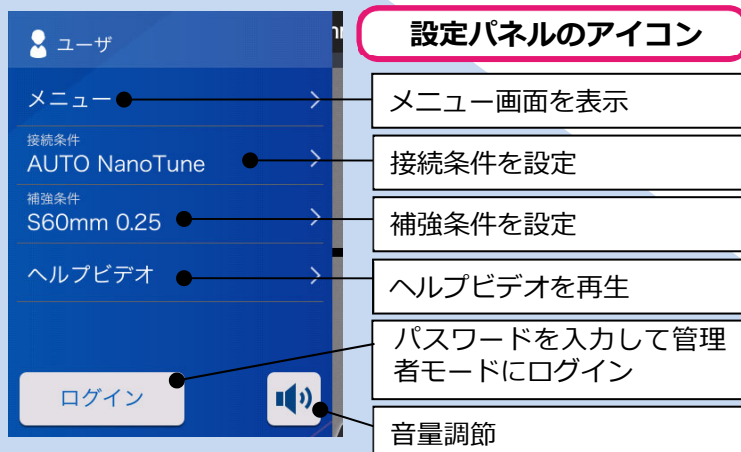 ユーザ
メニュー
接続条件
AUTO NanoTune
補強条件
S60mm 0.25
ヘルプビデオ
ログイン
設定パネルのアイコン
メニュー画面を表示
接続条件を設定
補強条件を設定
ヘルプビデオを再生
パスワードを入力して管理
者モードにログイン
音量調節